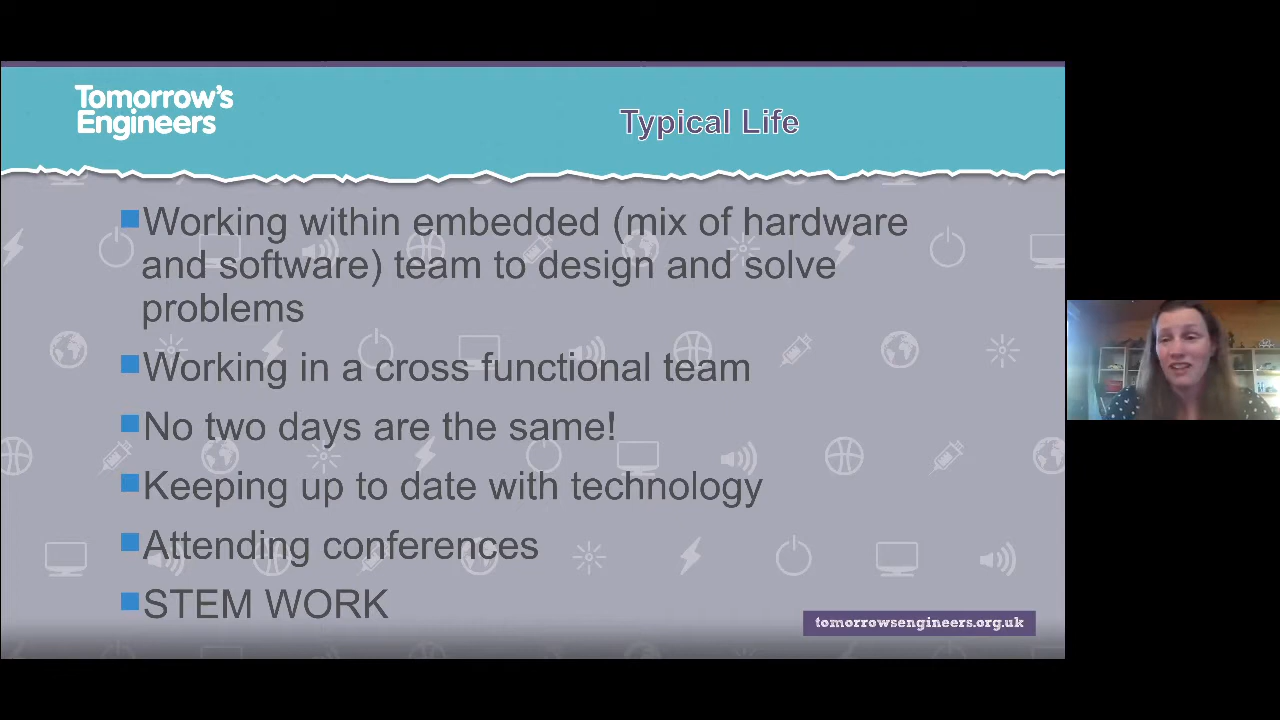 Tomorrow's
Engineers
Typical Life
Working within embedded (mix of hardware
and software) team to design and solve
problems
Working in a cross functional team
No two days are the same!
Keeping up to date with technology
Attending conferences
STEM WORK
tomorrowsengineers.org.uk